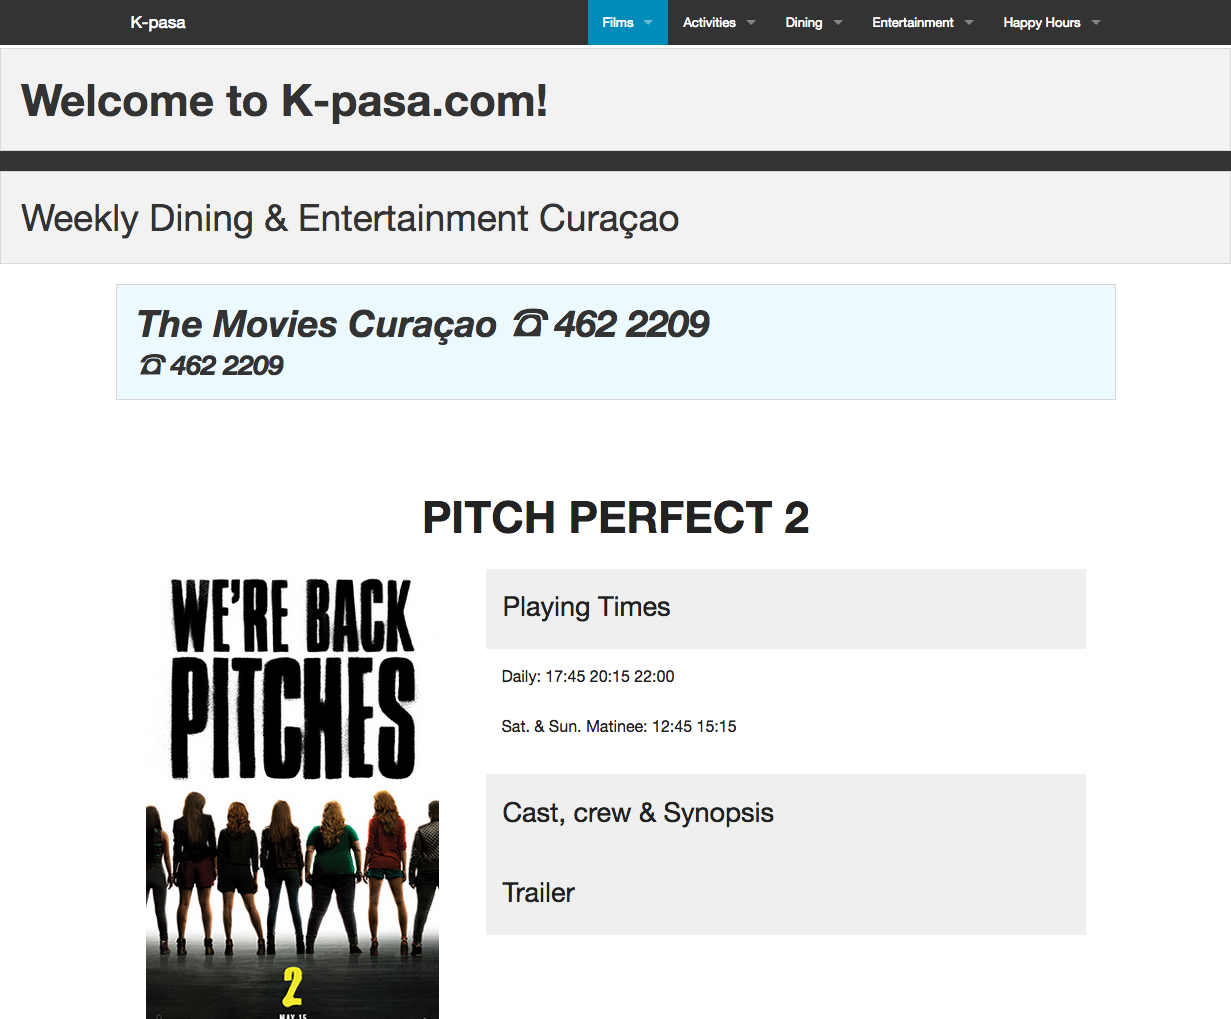 K-pasa
Films
Activities
Dining
Entertainment
Happy Hours
Welcome to K-pasa.com!
Weekly Dining & Entertainment Curaçao
The Movies Curaçao ☎ 462 2209
☎ 462 2209
PITCH PERFECT 2
WE'RE BACK
PITCHES
2
MAY 15
Playing Times
Daily: 17:45 20:15 22:00
Sat. & Sun. Matinee: 12:45 15:15
Cast, crew & Synopsis
Trailer